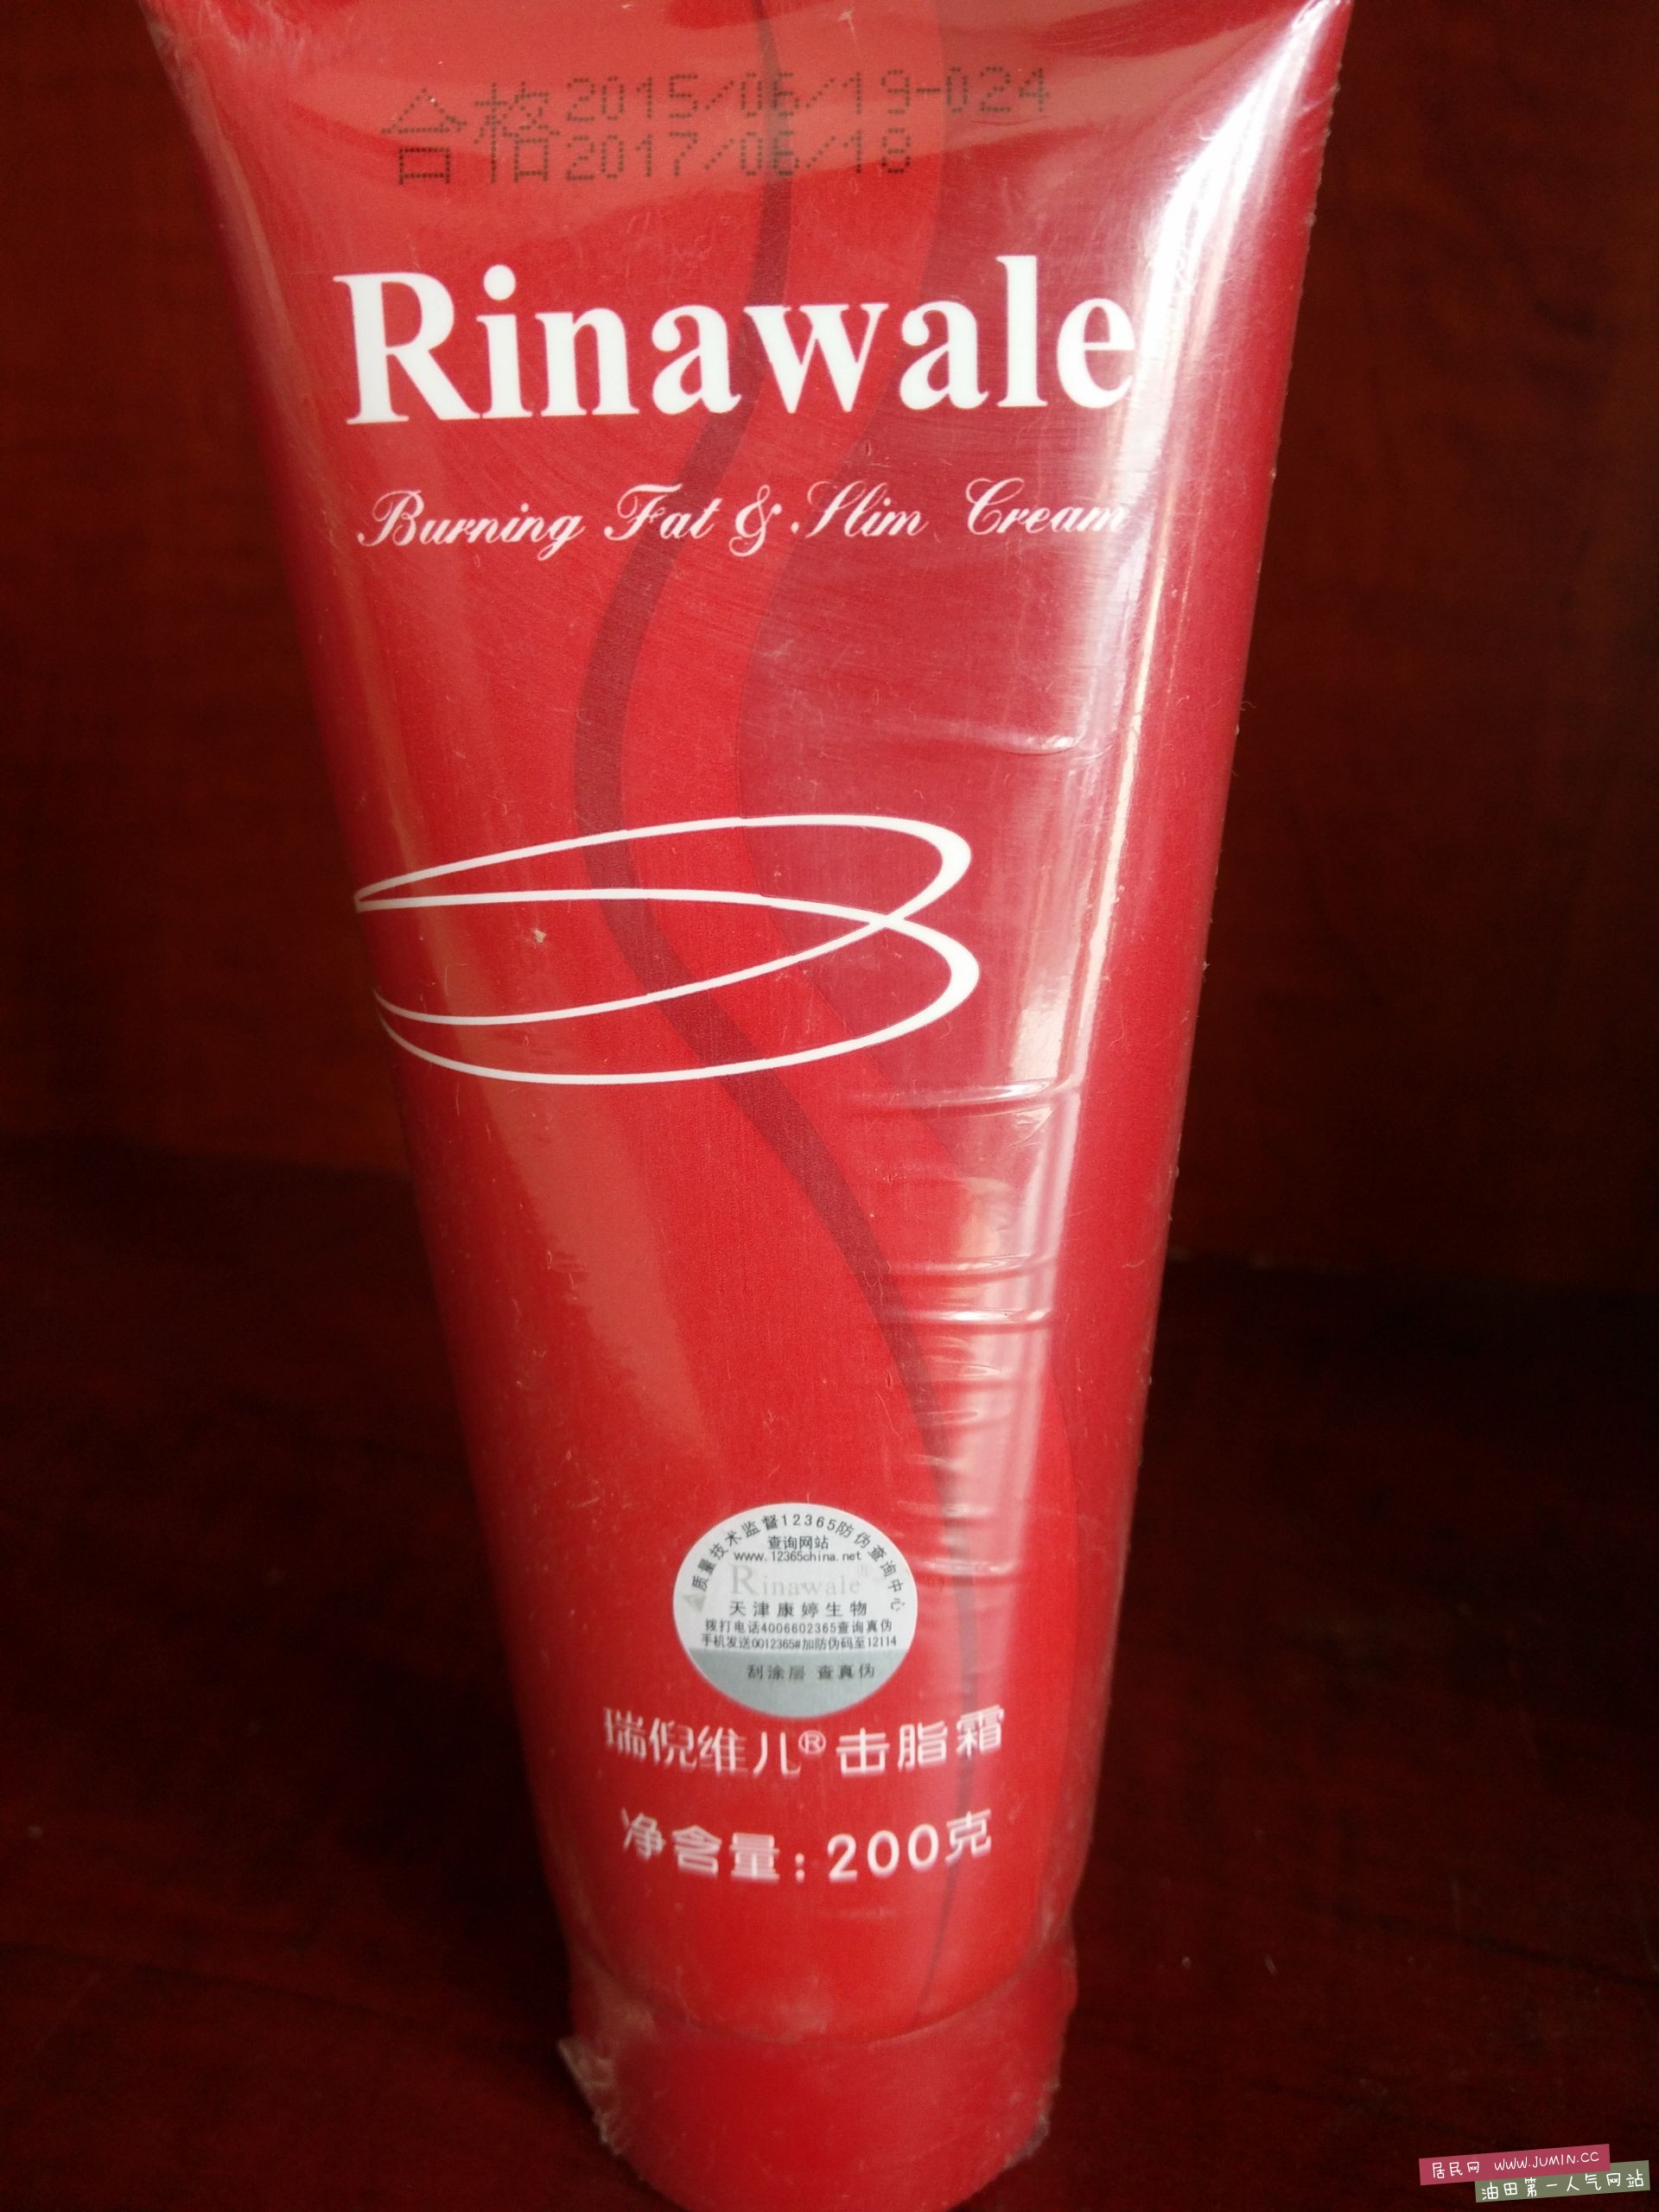 合格2015/06/19-024
2017/06/18
Rinawale
Burning Fat & Slim Cream
质量技术监督12365防伪查询中心
查询网站
www.12365china.net
Rinawale®
天津康婷生物
拨打电话4006602365查询真伪
手机发送0012365#加防伪码至12114
刮涂层 查真伪
瑞倪维儿®击脂霜
净含量:200克
居民网 WWW.JUMIN.CC
油田第一人气网站